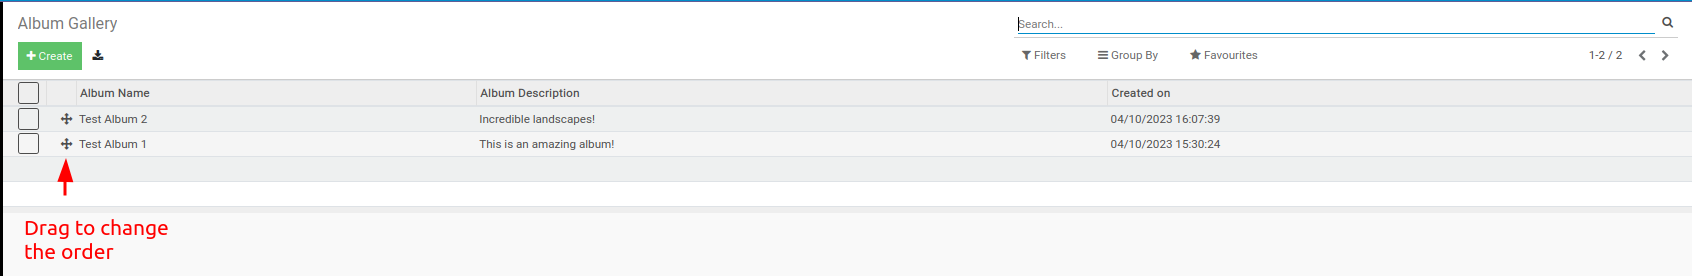 Album Gallery
Search...
Create
Filters
Group By
Favourites
1-2 / 2
Album Name Album Description Created on
Test Album 2 Incredible landscapes! 04/10/2023 16:07:39
Test Album 1 This is an amazing album! 04/10/2023 15:30:24
Drag to change
the order